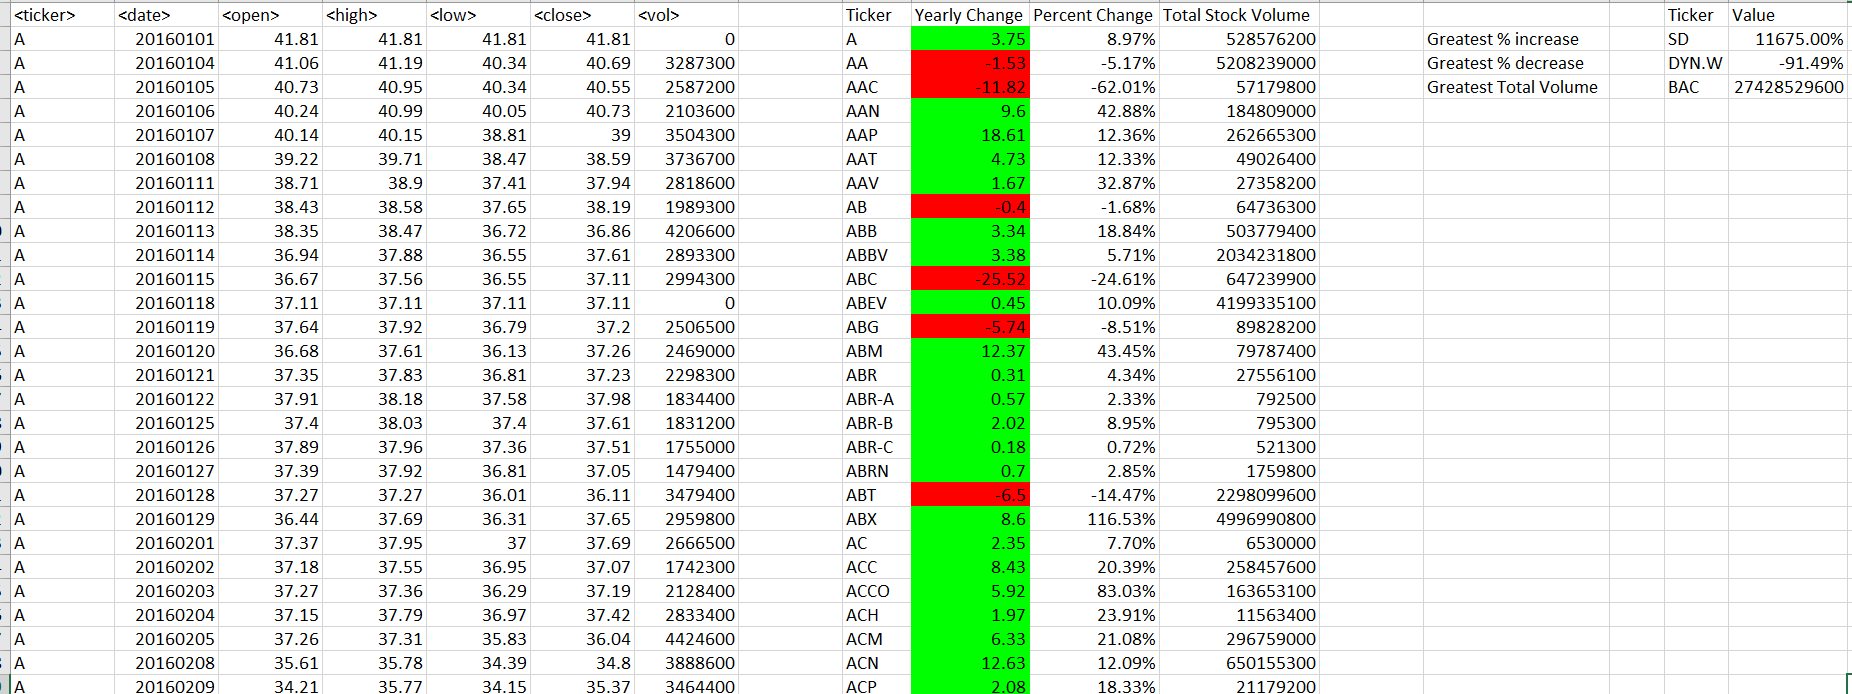 <ticker> <date> <open> <high> <low> <close> <vol> Ticker Yearly Change Percent Change Total Stock Volume Ticker Value
A 20160101 41.81 41.81 41.81 41.81 0 A 3.75 8.97% 528576200 Greatest % increase SD 11675.00%
A 20160104 41.06 41.19 40.34 40.69 3287300 AA -1.53 -5.17% 5208239000 Greatest % decrease DYN.W -91.49%
A 20160105 40.73 40.95 40.34 40.55 2587200 AAC -11.82 -62.01% 57179800 Greatest Total Volume BAC 27428529600
A 20160106 40.24 40.99 40.05 40.73 2103600 AAN 9.6 42.88% 184809000
A 20160107 40.14 40.15 38.81 39 3504300 AAP 18.61 12.36% 262665300
A 20160108 39.22 39.71 38.47 38.59 3736700 AAT 4.73 12.33% 49026400
A 20160111 38.71 38.9 37.41 37.94 2818600 AAV 1.67 32.87% 27358200
A 20160112 38.43 38.58 37.65 38.19 1989300 AB -0.4 -1.68% 64736300
A 20160113 38.35 38.47 36.72 36.86 4206600 ABB 3.34 18.84% 503779400
A 20160114 36.94 37.88 36.55 37.61 2893300 ABBV 3.38 5.71% 2034231800
A 20160115 36.67 37.56 36.55 37.11 2994300 ABC -25.52 -24.61% 647239900
A 20160118 37.11 37.11 37.11 37.11 0 ABEV 0.45 10.09% 4199335100
A 20160119 37.64 37.92 36.79 37.2 2506500 ABG -5.74 -8.51% 89828200
A 20160120 36.68 37.61 36.13 37.26 2469000 ABM 12.37 43.45% 79787400
A 20160121 37.35 37.83 36.81 37.23 2298300 ABR 0.31 4.34% 27556100
A 20160122 37.91 38.18 37.58 37.98 1834400 ABR-A 0.57 2.33% 792500
A 20160125 37.4 38.03 37.4 37.61 1831200 ABR-B 2.02 8.95% 795300
A 20160126 37.89 37.96 37.36 37.51 1755000 ABR-C 0.18 0.72% 521300
A 20160127 37.39 37.92 36.81 37.05 1479400 ABRN 0.7 2.85% 1759800
A 20160128 37.27 37.27 36.01 36.11 3479400 ABT -6.5 -14.47% 2298099600
A 20160129 36.44 37.69 36.31 37.65 2959800 ABX 8.6 116.53% 4996990800
A 20160201 37.37 37.95 37 37.69 2666500 AC 2.35 7.70% 6530000
A 20160202 37.18 37.55 36.95 37.07 1742300 ACC 8.43 20.39% 258457600
A 20160203 37.27 37.36 36.29 37.19 2128400 ACCO 5.92 83.03% 163653100
A 20160204 37.15 37.79 36.97 37.42 2833400 ACH 1.97 23.91% 11563400
A 20160205 37.26 37.31 35.83 36.04 4424600 ACM 6.33 21.08% 296759000
A 20160208 35.61 35.78 34.39 34.8 3888600 ACN 12.63 12.09% 650155300
A 20160209 34.21 35.77 34.15 35.37 3464400 ACP 2.08 18.33% 21179200